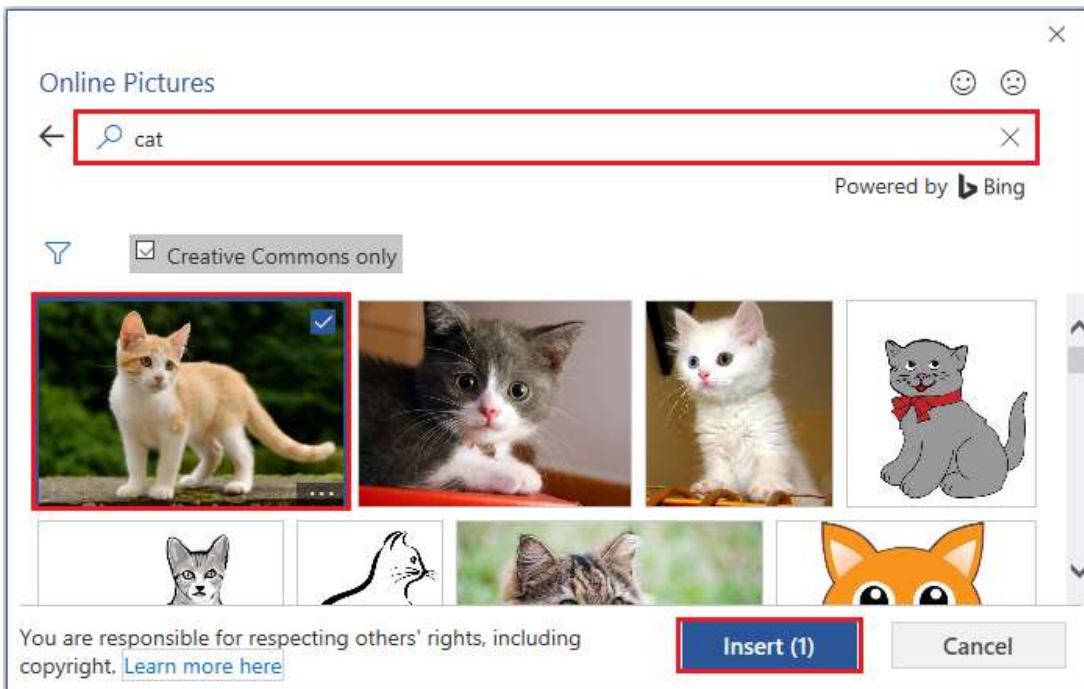 Online Pictures
cat
Powered by Bing
Creative Commons only
You are responsible for respecting others' rights, including
copyright. Learn more here
Insert (1)
Cancel